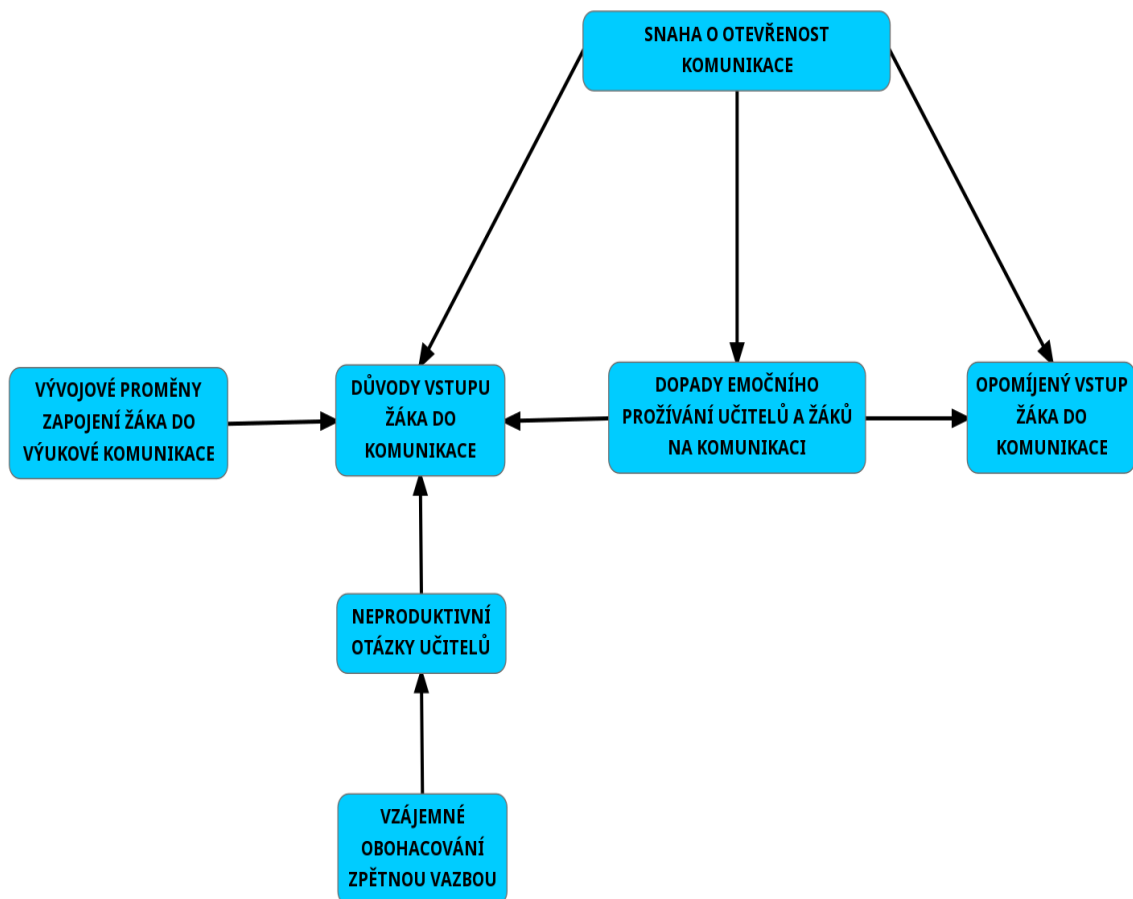 SNAHA O OTEVŘENOST
KOMUNIKACE
VÝVOJOVÉ PROMĚNY
ZAPOJENÍ ŽÁKA DO
VÝUKOVÉ KOMUNIKACE
DŮVODY VSTUPU
ŽÁKA DO
KOMUNIKACE
DOPADY EMOČNÍHO
PROŽÍVÁNÍ UČITELŮ A ŽÁKŮ
NA KOMUNIKACI
OPOMÍJENÝ VSTUP
ŽÁKA DO
KOMUNIKACE
NEPRODUKTIVNÍ
OTÁZKY UČITELŮ
VZÁJEMNÉ
OBOHACOVÁNÍ
ZPĚTNOU VAZBOU